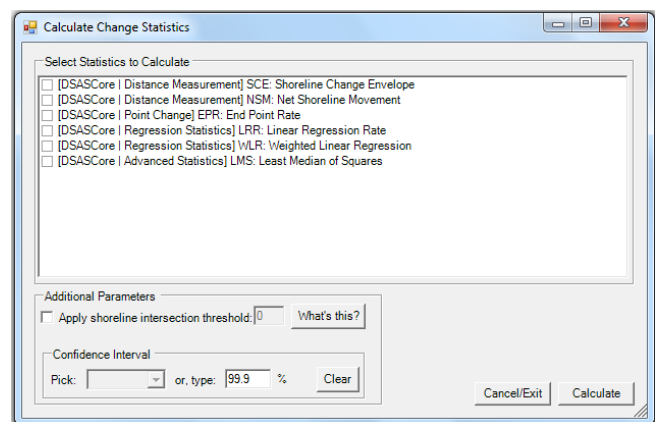 Calculate Change Statistics
Select Statistics to Calculate
[DSASCore | Distance Measurement] SCE: Shoreline Change Envelope
[DSASCore | Distance Measurement] NSM: Net Shoreline Movement
[DSASCore | Point Change] EPR: End Point Rate
[DSASCore | Regression Statistics] LRR: Linear Regression Rate
[DSASCore | Regression Statistics] WLR: Weighted Linear Regression
[DSASCore | Advanced Statistics] LMS: Least Median of Squares
Additional Parameters
Apply shoreline intersection threshold: 0 What's this?
Confidence Interval
Pick: or, type: 99.9 % Clear
Cancel/Exit Calculate